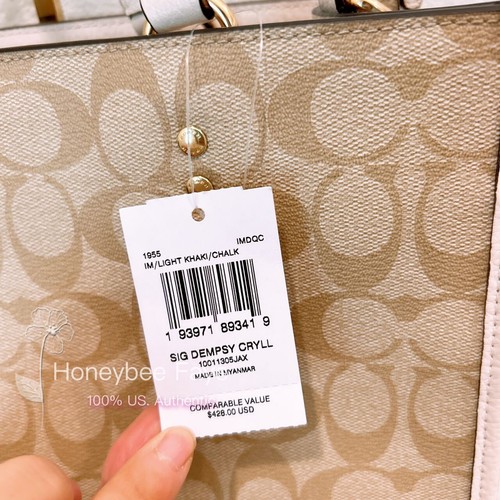 1955
IMDQC
IM/LIGHT KHAKI/CHALK
1 93971 89341 9
SIG DEMPSY CRYLL
10011305JAX
MADE IN MYANMAR
Honeybee
100% US.
COMPARABLE VALUE
$428.00 USD